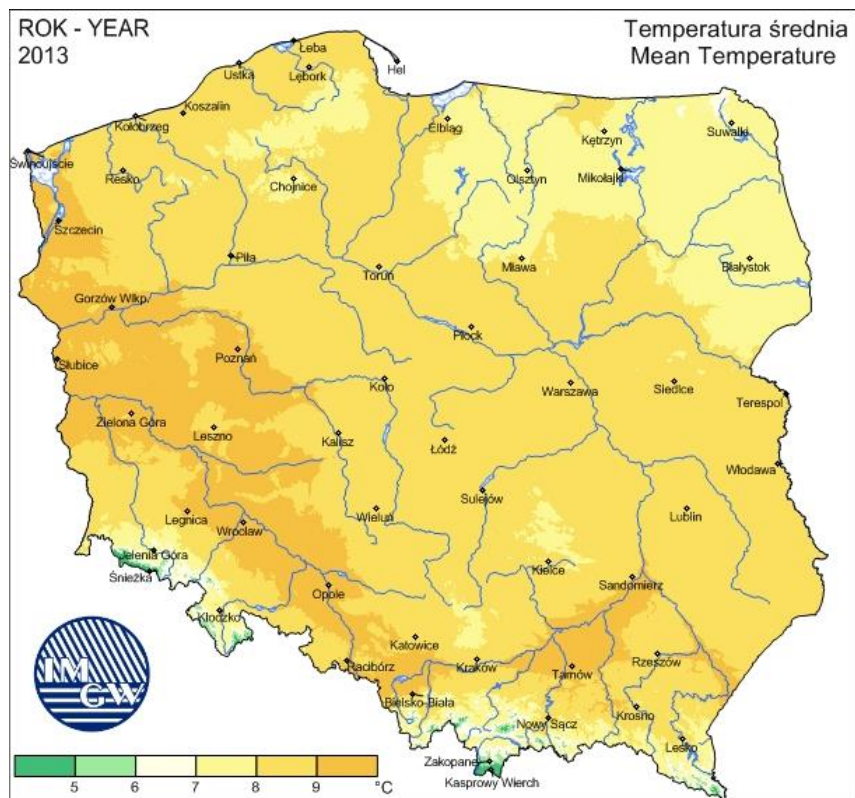 ROK - YEAR
2013
Temperatura średnia
Mean Temperature
Łeba
Hel
Ustka
Lębork
Koszalin
Kołobrzeg
Elbląg
Kętrzyn
Suwałki
Świnoujście
Resko
Chojnice
Olsztyn
Mikołajki
Szczecin
Piła
Toruń
Mława
Białystok
Gorzów Wlkp.
Płock
Słubice
Poznań
Koło
Warszawa
Siedlce
Terespol
Zielona Góra
Leszno
Kalisz
Łódź
Włodawa
Sulejów
Legnica
Wrocław
Wieluń
Lublin
Jelenia Góra
Śnieżka
Kielce
Sandomierz
Opole
Kłodzko
Katowice
Racibórz
Kraków
Tarnów
Rzeszów
Bielsko-Biała
Nowy Sącz
Krosno
Lesko
Zakopane
Kasprowy Wierch
IM
GW
5 6 7 8 9 °C